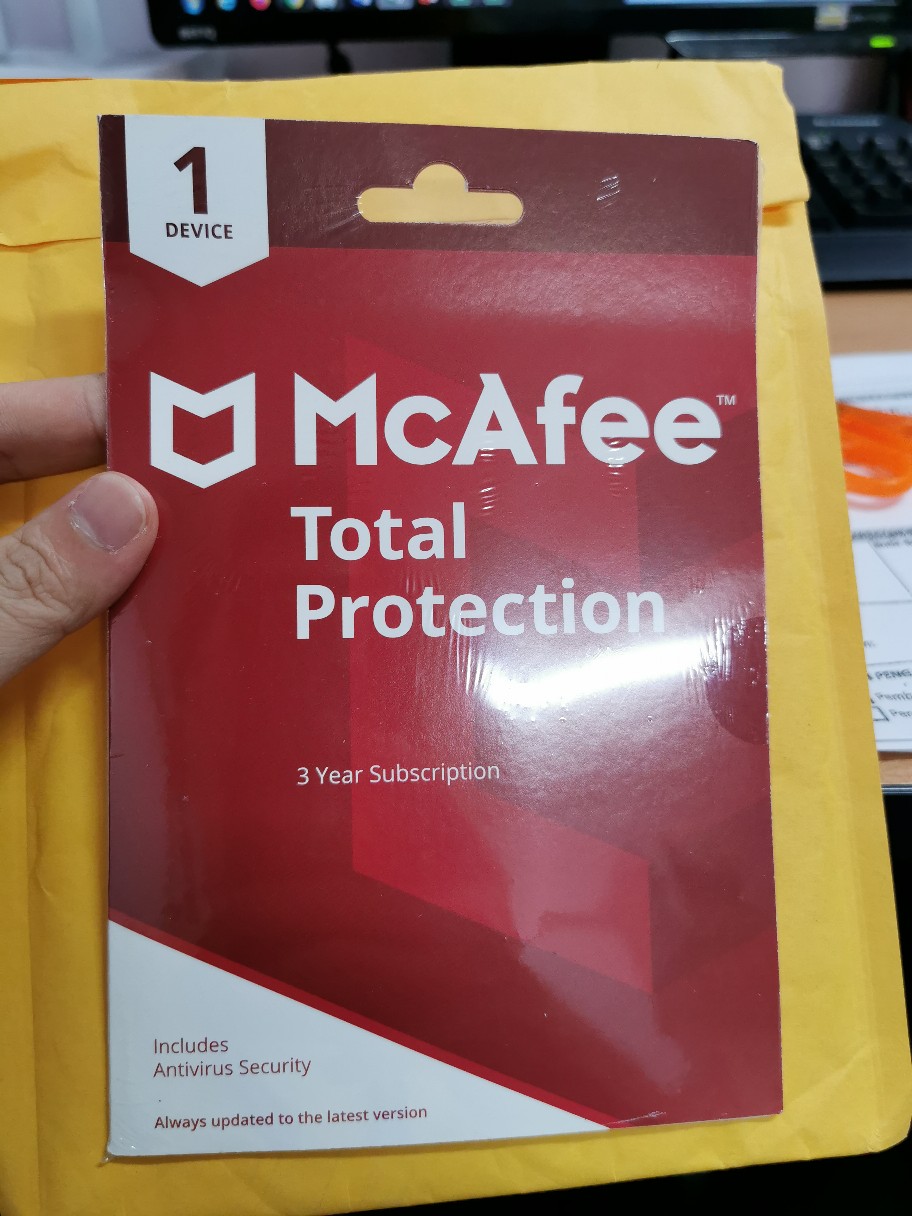 1
DEVICE
McAfee™
Total
Protection
3 Year Subscription
Includes
Antivirus Security
Always updated to the latest version